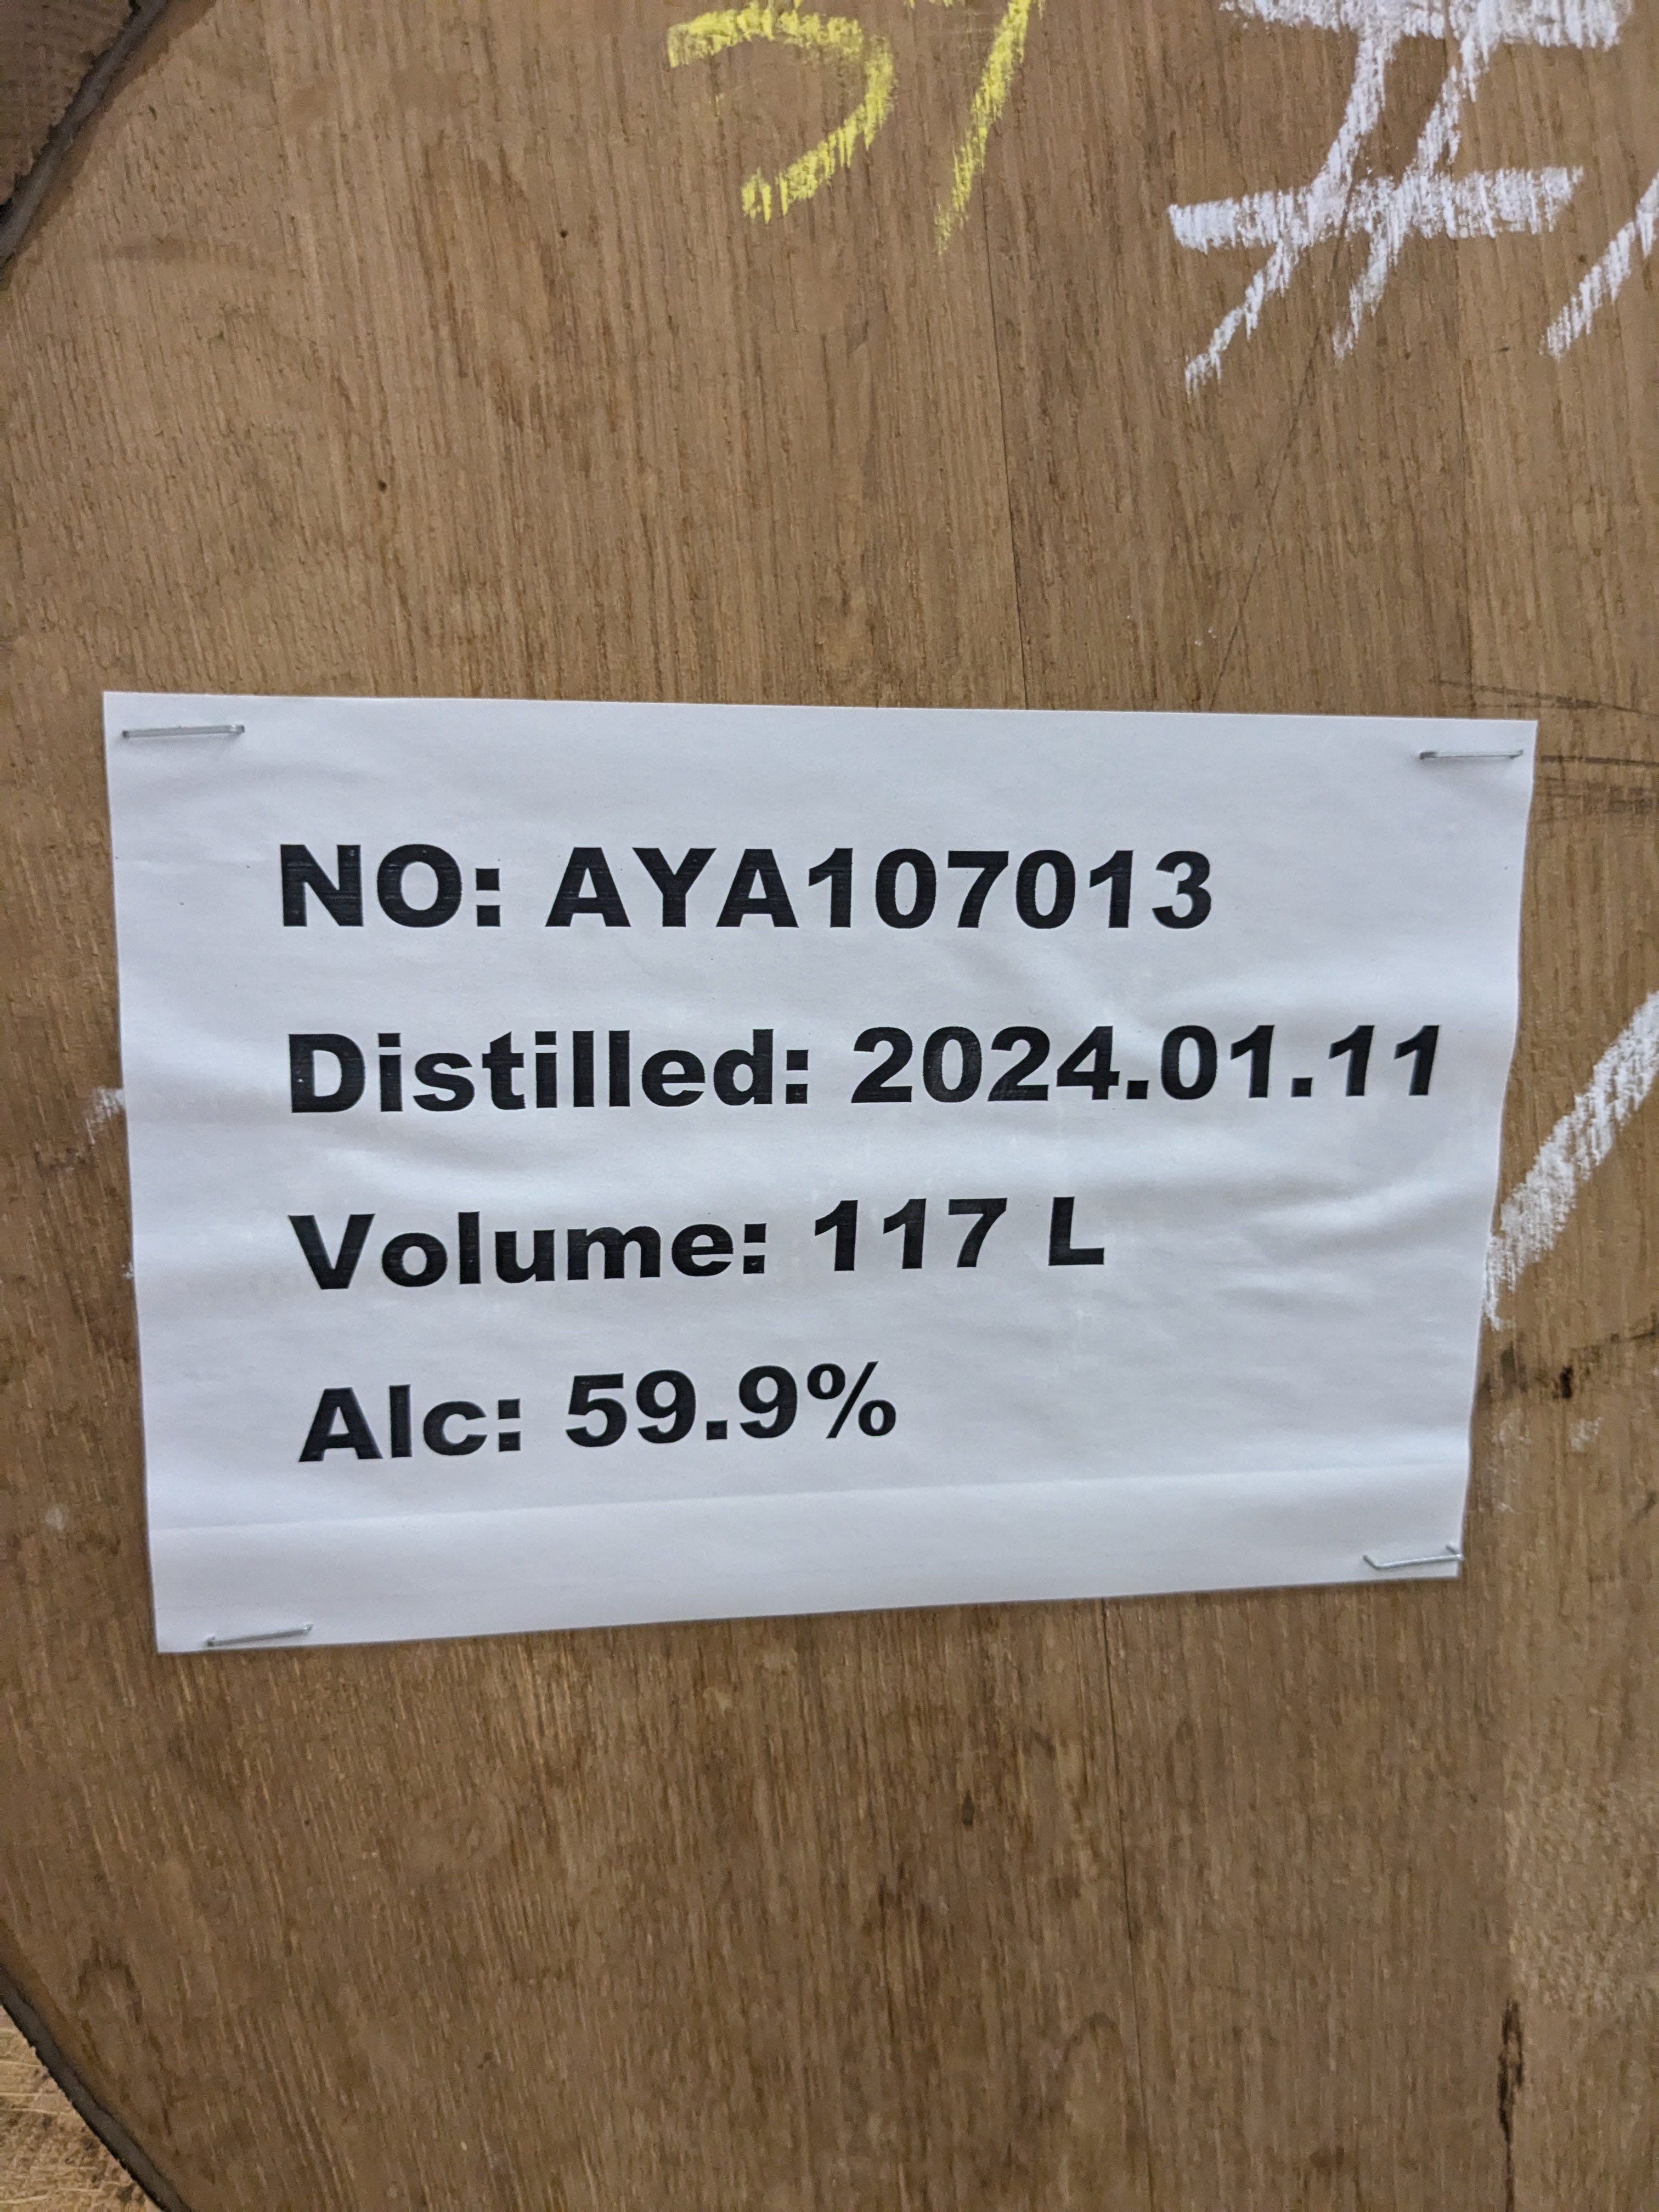 NO: AYA107013
Distilled: 2024.01.11
Volume: 117 L
Alc: 59.9%